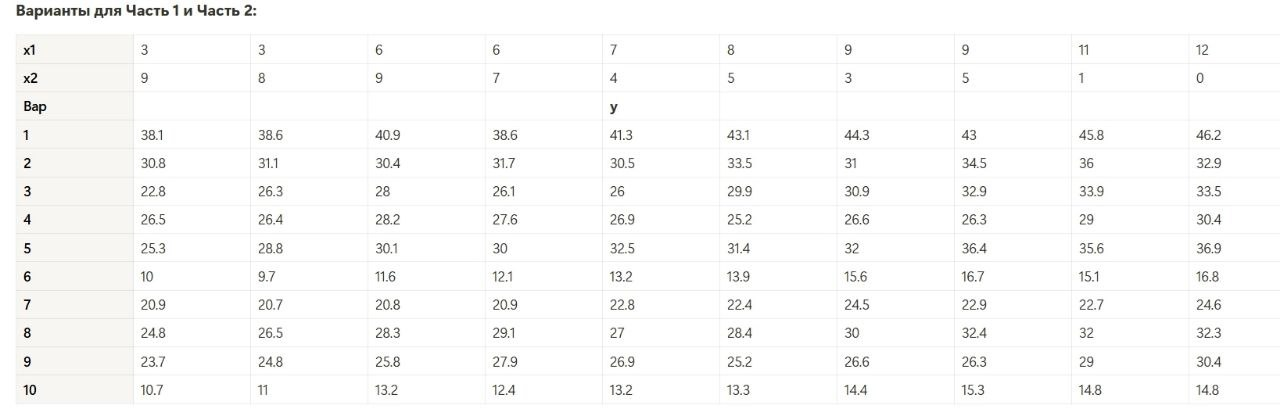 Варианты для Часть 1 и Часть 2:
x1 3 3 6 6 7 8 9 9 11 12
x2 9 8 9 7 4 5 3 5 1 0
Вар y
1 38.1 38.6 40.9 38.6 41.3 43.1 44.3 43 45.8 46.2
2 30.8 31.1 30.4 31.7 30.5 33.5 31 34.5 36 32.9
3 22.8 26.3 28 26.1 26 29.9 30.9 32.9 33.9 33.5
4 26.5 26.4 28.2 27.6 26.9 25.2 26.6 26.3 29 30.4
5 25.3 28.8 30.1 30 32.5 31.4 32 36.4 35.6 36.9
6 10 9.7 11.6 12.1 13.2 13.9 15.6 16.7 15.1 16.8
7 20.9 20.7 20.8 20.9 22.8 22.4 24.5 22.9 22.7 24.6
8 24.8 26.5 28.3 29.1 27 28.4 30 32.4 32 32.3
9 23.7 24.8 25.8 27.9 26.9 25.2 26.6 26.3 29 30.4
10 10.7 11 13.2 12.4 13.2 13.3 14.4 15.3 14.8 14.8